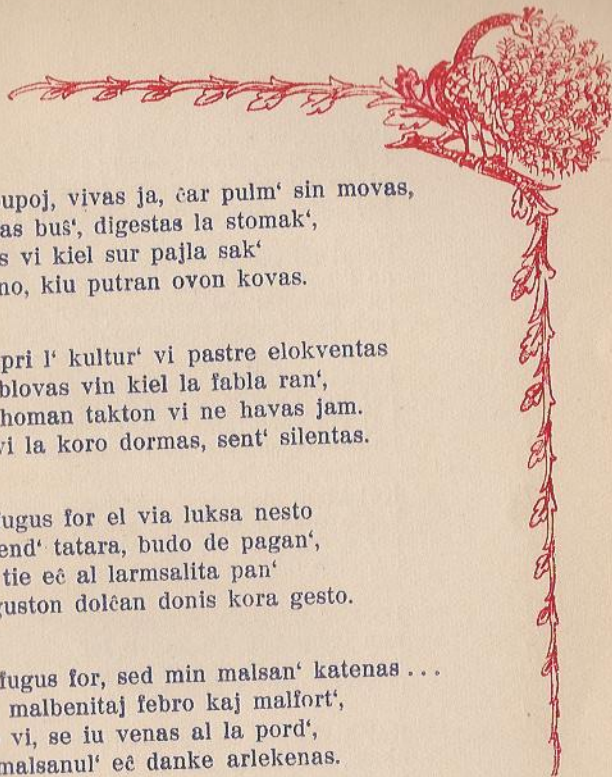 upoj, vivas ja, ĉar pulm‘ sin movas,
as buŝ‘, digestas la stomak‘,
s vi kiel sur pajla sak‘
no, kiu putran ovon kovas.
pri l‘ kultur‘ vi pastre elokventas
blovas vin kiel la fabla ran‘,
homan takton vi ne havas jam.
vi la koro dormas, sent‘ silentas.
fugus for el via luksa nesto
end‘ tatara, budo de pagan‘,
tie eĉ al larmsalita pan‘
guston dolĉan donis kora gesto.
fugus for, sed min malsan‘ katenas ...
malbenitaj febro kaj malfort‘,
vi, se iu venas al la pord‘,
malsanul‘ eĉ danke arlekenas.